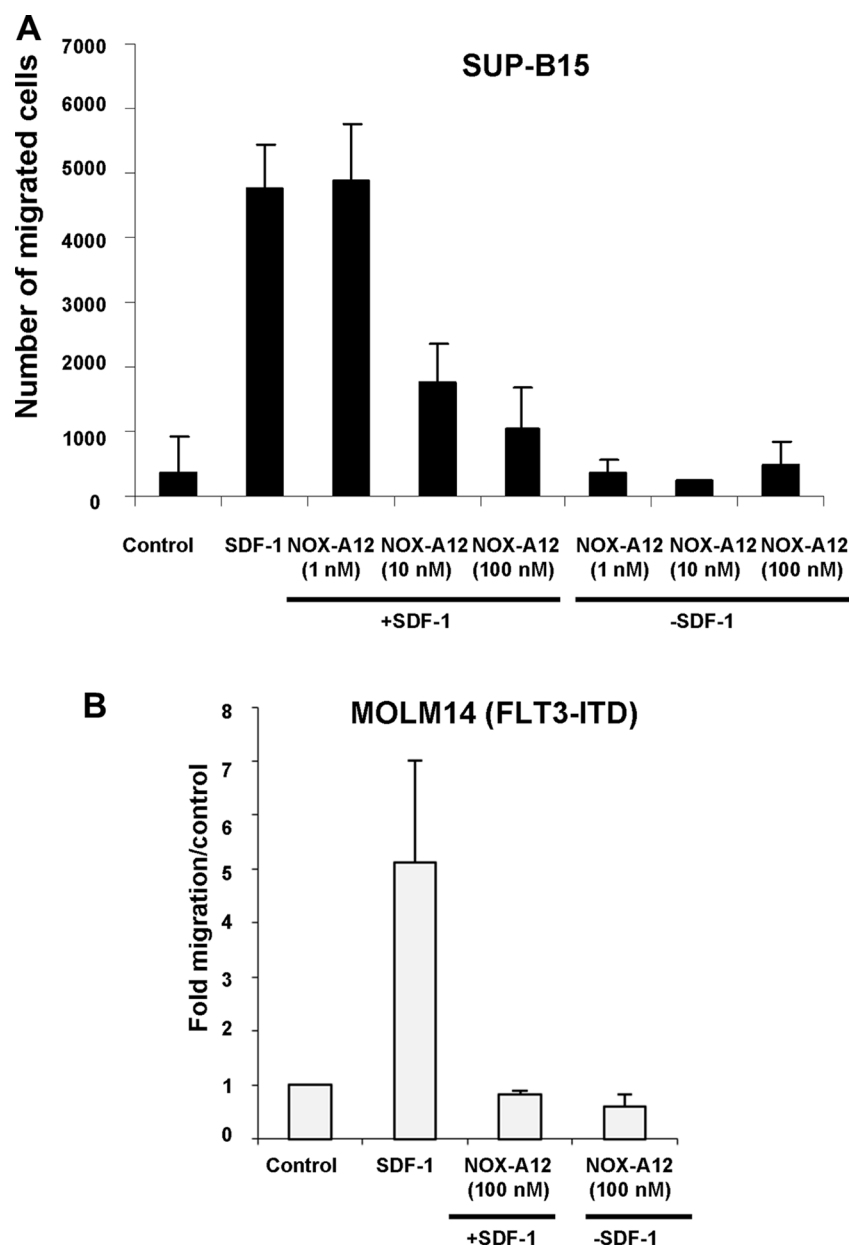 A
SUP-B15
Number of migrated cells
7000
6000
5000
4000
3000
2000
1000
0
Control SDF-1 NOX-A12 NOX-A12 NOX-A12 NOX-A12 NOX-A12 NOX-A12
(1 nM) (10 nM) (100 nM) (1 nM) (10 nM) (100 nM)
+SDF-1 -SDF-1
B
MOLM14 (FLT3-ITD)
Fold migration/control
8
7
6
5
4
3
2
1
0
Control SDF-1 NOX-A12 NOX-A12
(100 nM) (100 nM)
+SDF-1 -SDF-1